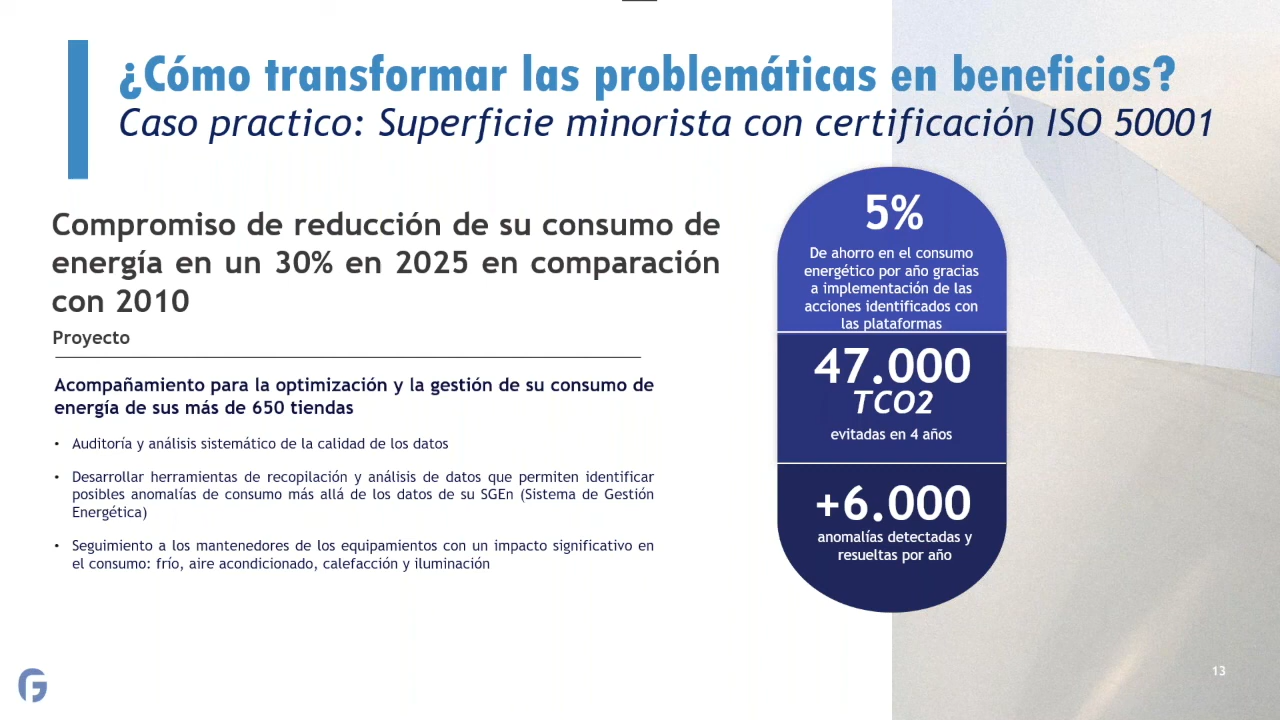 ¿Cómo transformar las problemáticas en beneficios?
Caso practico: Superficie minorista con certificación ISO 50001
Compromiso de reducción de su consumo de
energía en un 30% en 2025 en comparación
con 2010
Proyecto
Acompañamiento para la optimización y la gestión de su consumo de
energía de sus más de 650 tiendas
• Auditoría y análisis sistemático de la calidad de los datos
• Desarrollar herramientas de recopilación y análisis de datos que permiten identificar
posibles anomalías de consumo más allá de los datos de su SGEn (Sistema de Gestión
Energética)
• Seguimiento a los mantenedores de los equipamientos con un impacto significativo en
el consumo: frío, aire acondicionado, calefacción y iluminación
5%
De ahorro en el consumo
energético por año gracias
a implementación de las
acciones identificados con
las plataformas
47.000
TCO2
evitadas en 4 años
+6.000
anomalías detectadas y
resueltas por año
13